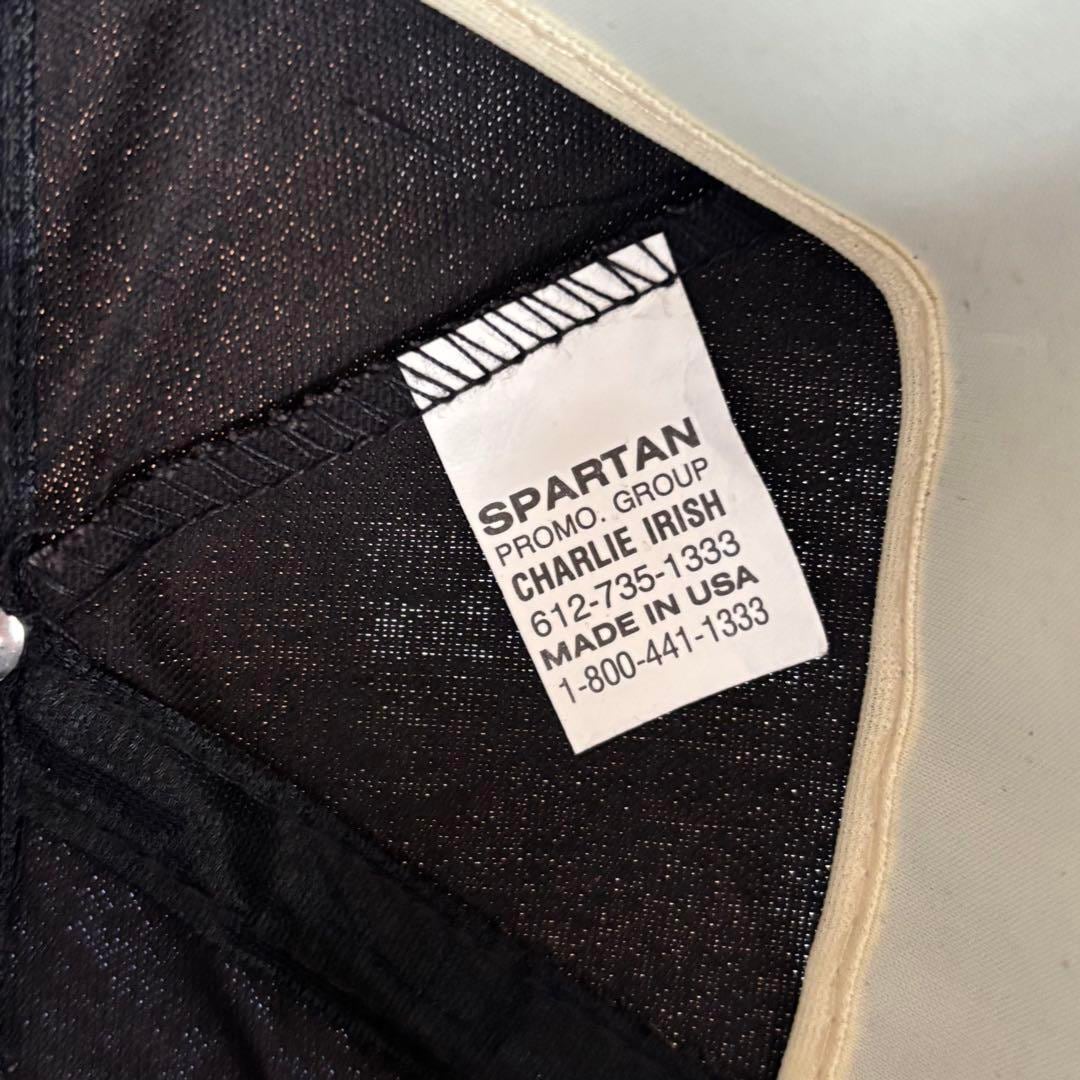 SPARTAN
PROMO. GROUP
CHARLIE IRISH
612-735-1333
MADE IN USA
1-800-441-1333